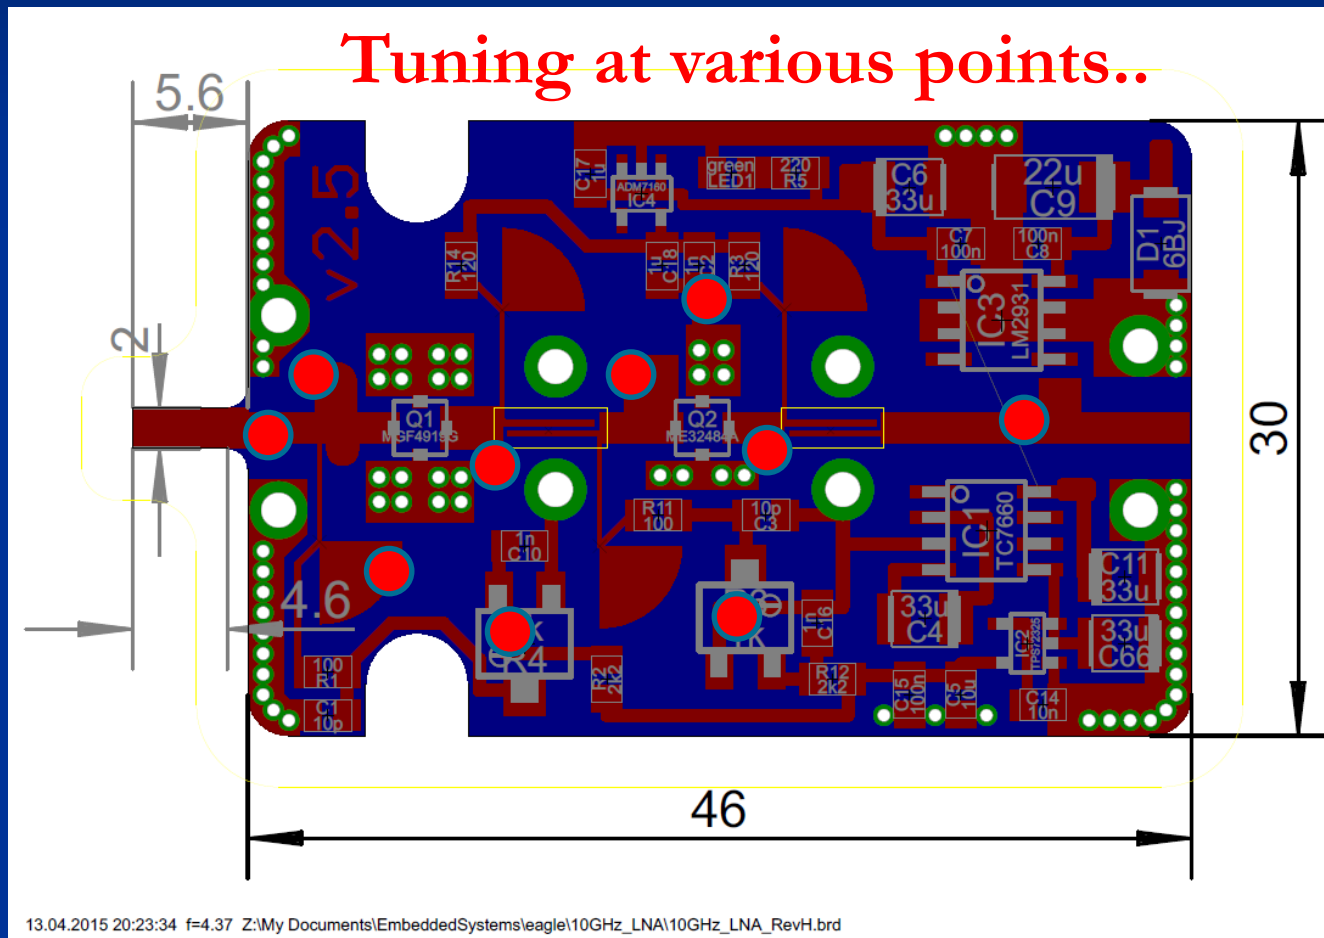 Tuning at various points..
5.6
v2.5
C17
1u
ADM7160
IC4
green
LED1
220
R5
C6
33u
22u
C9
D1
6BJ
C7
100n
100n
C8
R14
120
1u
C18
1n
C2
R3
120
IC3
LM2931
2
Q1
MGF4919G
Q2
ME32484A
30
R11
100
10p
C3
IC1
TC7660
1n
C10
C11
33u
4.6
R4
1n
C16
33u
C4
IC2
TPS72325
33u
C66
100
R1
R2
2k2
R12
2k2
C15
100n
C5
10u
C14
10n
C1
10p
46
13.04.2015 20:23:34 f=4.37 Z:\My Documents\EmbeddedSystems\eagle\10GHz_LNA\10GHz_LNA_RevH.brd